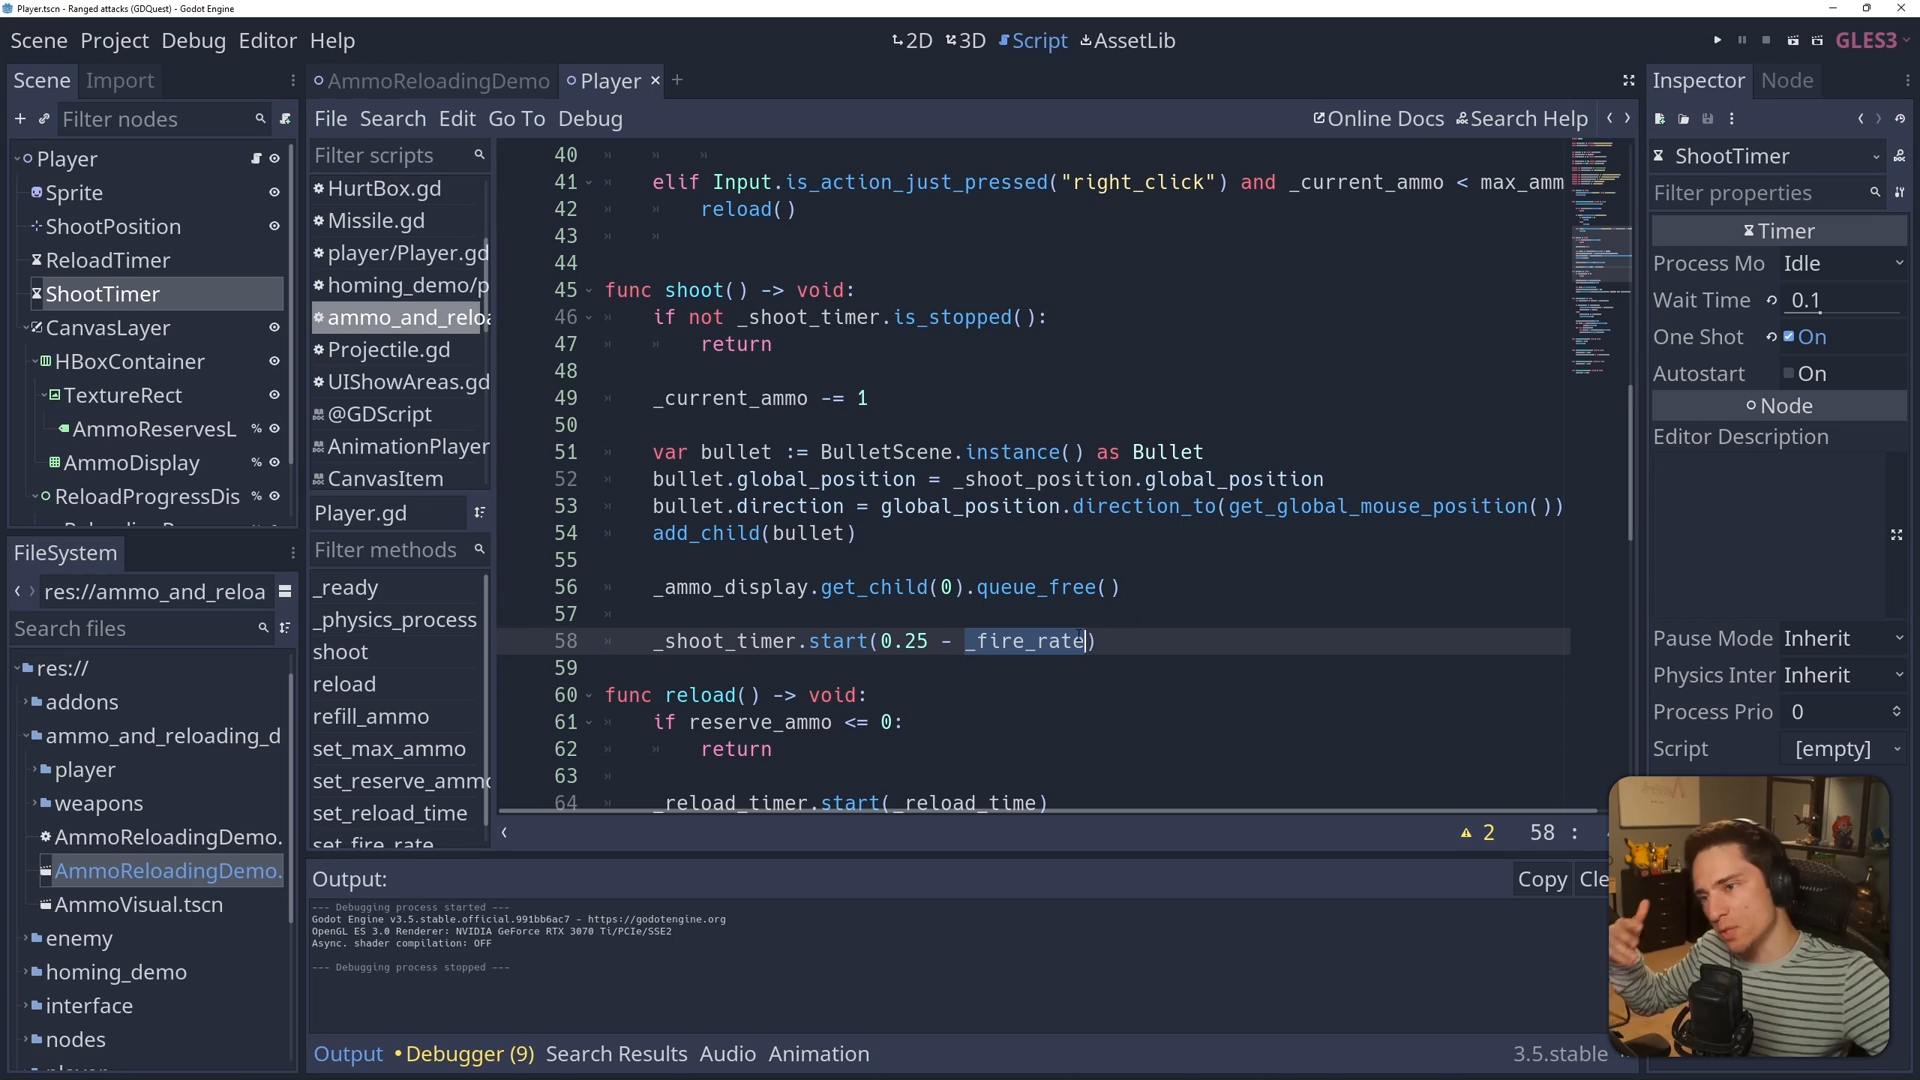 Player.tscn - Ranged attacks (GDQuest) - Godot Engine
Scene Project Debug Editor Help
2D 3D Script AssetLib
GLES3
Scene Import
Filter nodes
Player
Sprite
ShootPosition
ReloadTimer
ShootTimer
CanvasLayer
HBoxContainer
TextureRect
AmmoReservesL
AmmoDisplay
ReloadProgressDis
FileSystem
res://ammo_and_reloa
Search files
res://
addons
ammo_and_reloading_d
player
weapons
AmmoReloadingDemo.
AmmoReloadingDemo.
AmmoVisual.tscn
enemy
homing_demo
interface
nodes
AmmoReloadingDemo Player
File Search Edit Go To Debug
Online Docs Search Help
Filter scripts
HurtBox.gd
Missile.gd
player/Player.gd
homing_demo/p
ammo_and_reloa
Projectile.gd
UIShowAreas.gd
@GDScript
AnimationPlayer
CanvasItem
Player.gd
Filter methods
_ready
_physics_process
shoot
reload
refill_ammo
set_max_ammo
set_reserve_ammo
set_reload_time
set_fire_rate
40
41 elif Input.is_action_just_pressed("right_click") and _current_ammo < max_amm
42 reload()
43
44
45 func shoot() -> void:
46 if not _shoot_timer.is_stopped():
47 return
48
49 _current_ammo -= 1
50
51 var bullet := BulletScene.instance() as Bullet
52 bullet.global_position = _shoot_position.global_position
53 bullet.direction = global_position.direction_to(get_global_mouse_position())
54 add_child(bullet)
55
56 _ammo_display.get_child(0).queue_free()
57
58 _shoot_timer.start(0.25 - _fire_rate)
59
60 func reload() -> void:
61 if reserve_ammo <= 0:
62 return
63
64 _reload_timer.start(_reload_time)
2 58 :
Output:
Copy Cle
--- Debugging process started ---
Godot Engine v3.5.stable.official.991bb6ac7 - https://godotengine.org
OpenGL ES 3.0 Renderer: NVIDIA GeForce RTX 3070 Ti/PCIe/SSE2
Async. shader compilation: OFF
--- Debugging process stopped ---
Output Debugger (9) Search Results Audio Animation
3.5.stable
Inspector Node
ShootTimer
Filter properties
Timer
Process Mo Idle
Wait Time 0.1
One Shot On
Autostart On
Node
Editor Description
Pause Mode Inherit
Physics Inter Inherit
Process Prio 0
Script [empty]